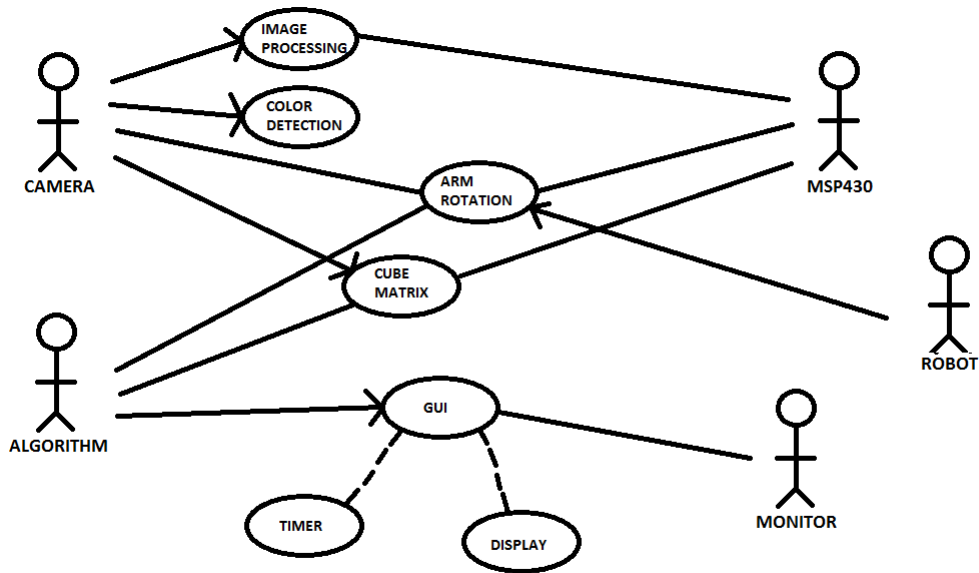 IMAGE
PROCESSING
COLOR
DETECTION
CAMERA
MSP430
ARM
ROTATION
CUBE
MATRIX
ROBOT
ALGORITHM
GUI
MONITOR
TIMER
DISPLAY